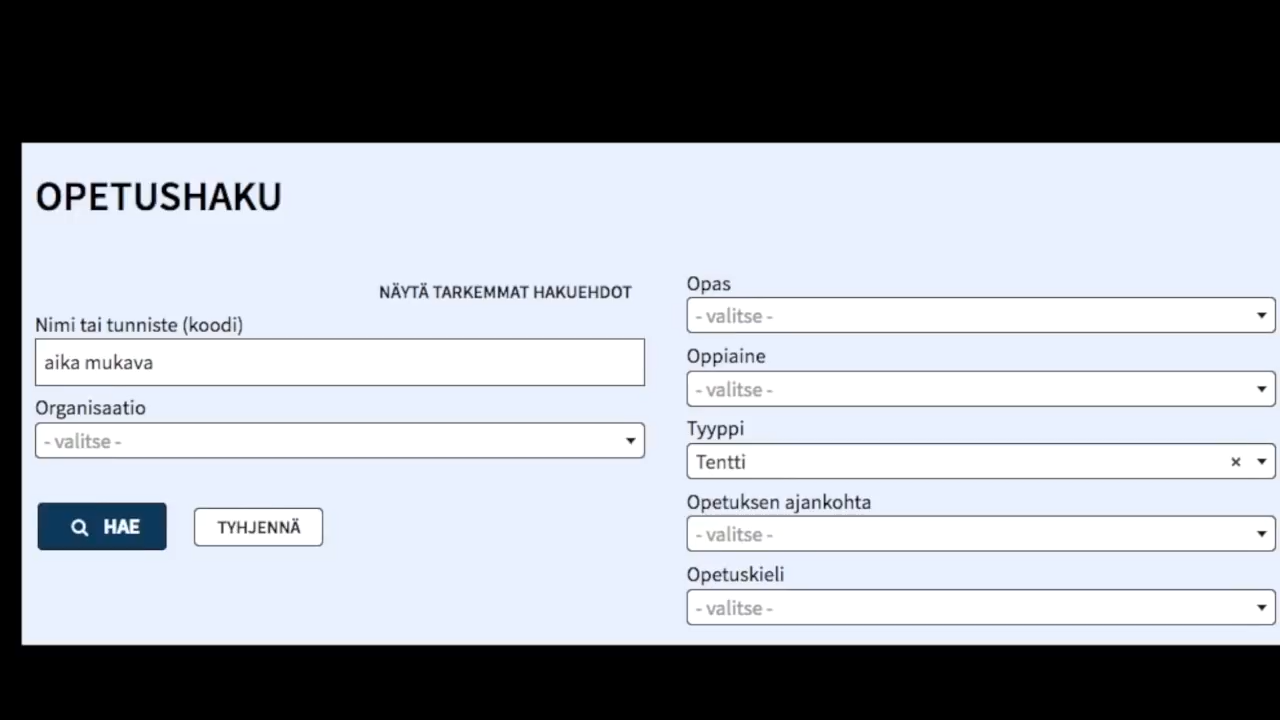 OPETUSHAKU
NÄYTÄ TARKEMMAT HAKUEHDOT
Nimi tai tunniste (koodi)
aika mukava
Organisaatio
- valitse -
HAE
TYHJENNÄ
Opas
- valitse -
Oppiaine
- valitse -
Tyyppi
Tentti ×
Opetuksen ajankohta
- valitse -
Opetuskieli
- valitse -